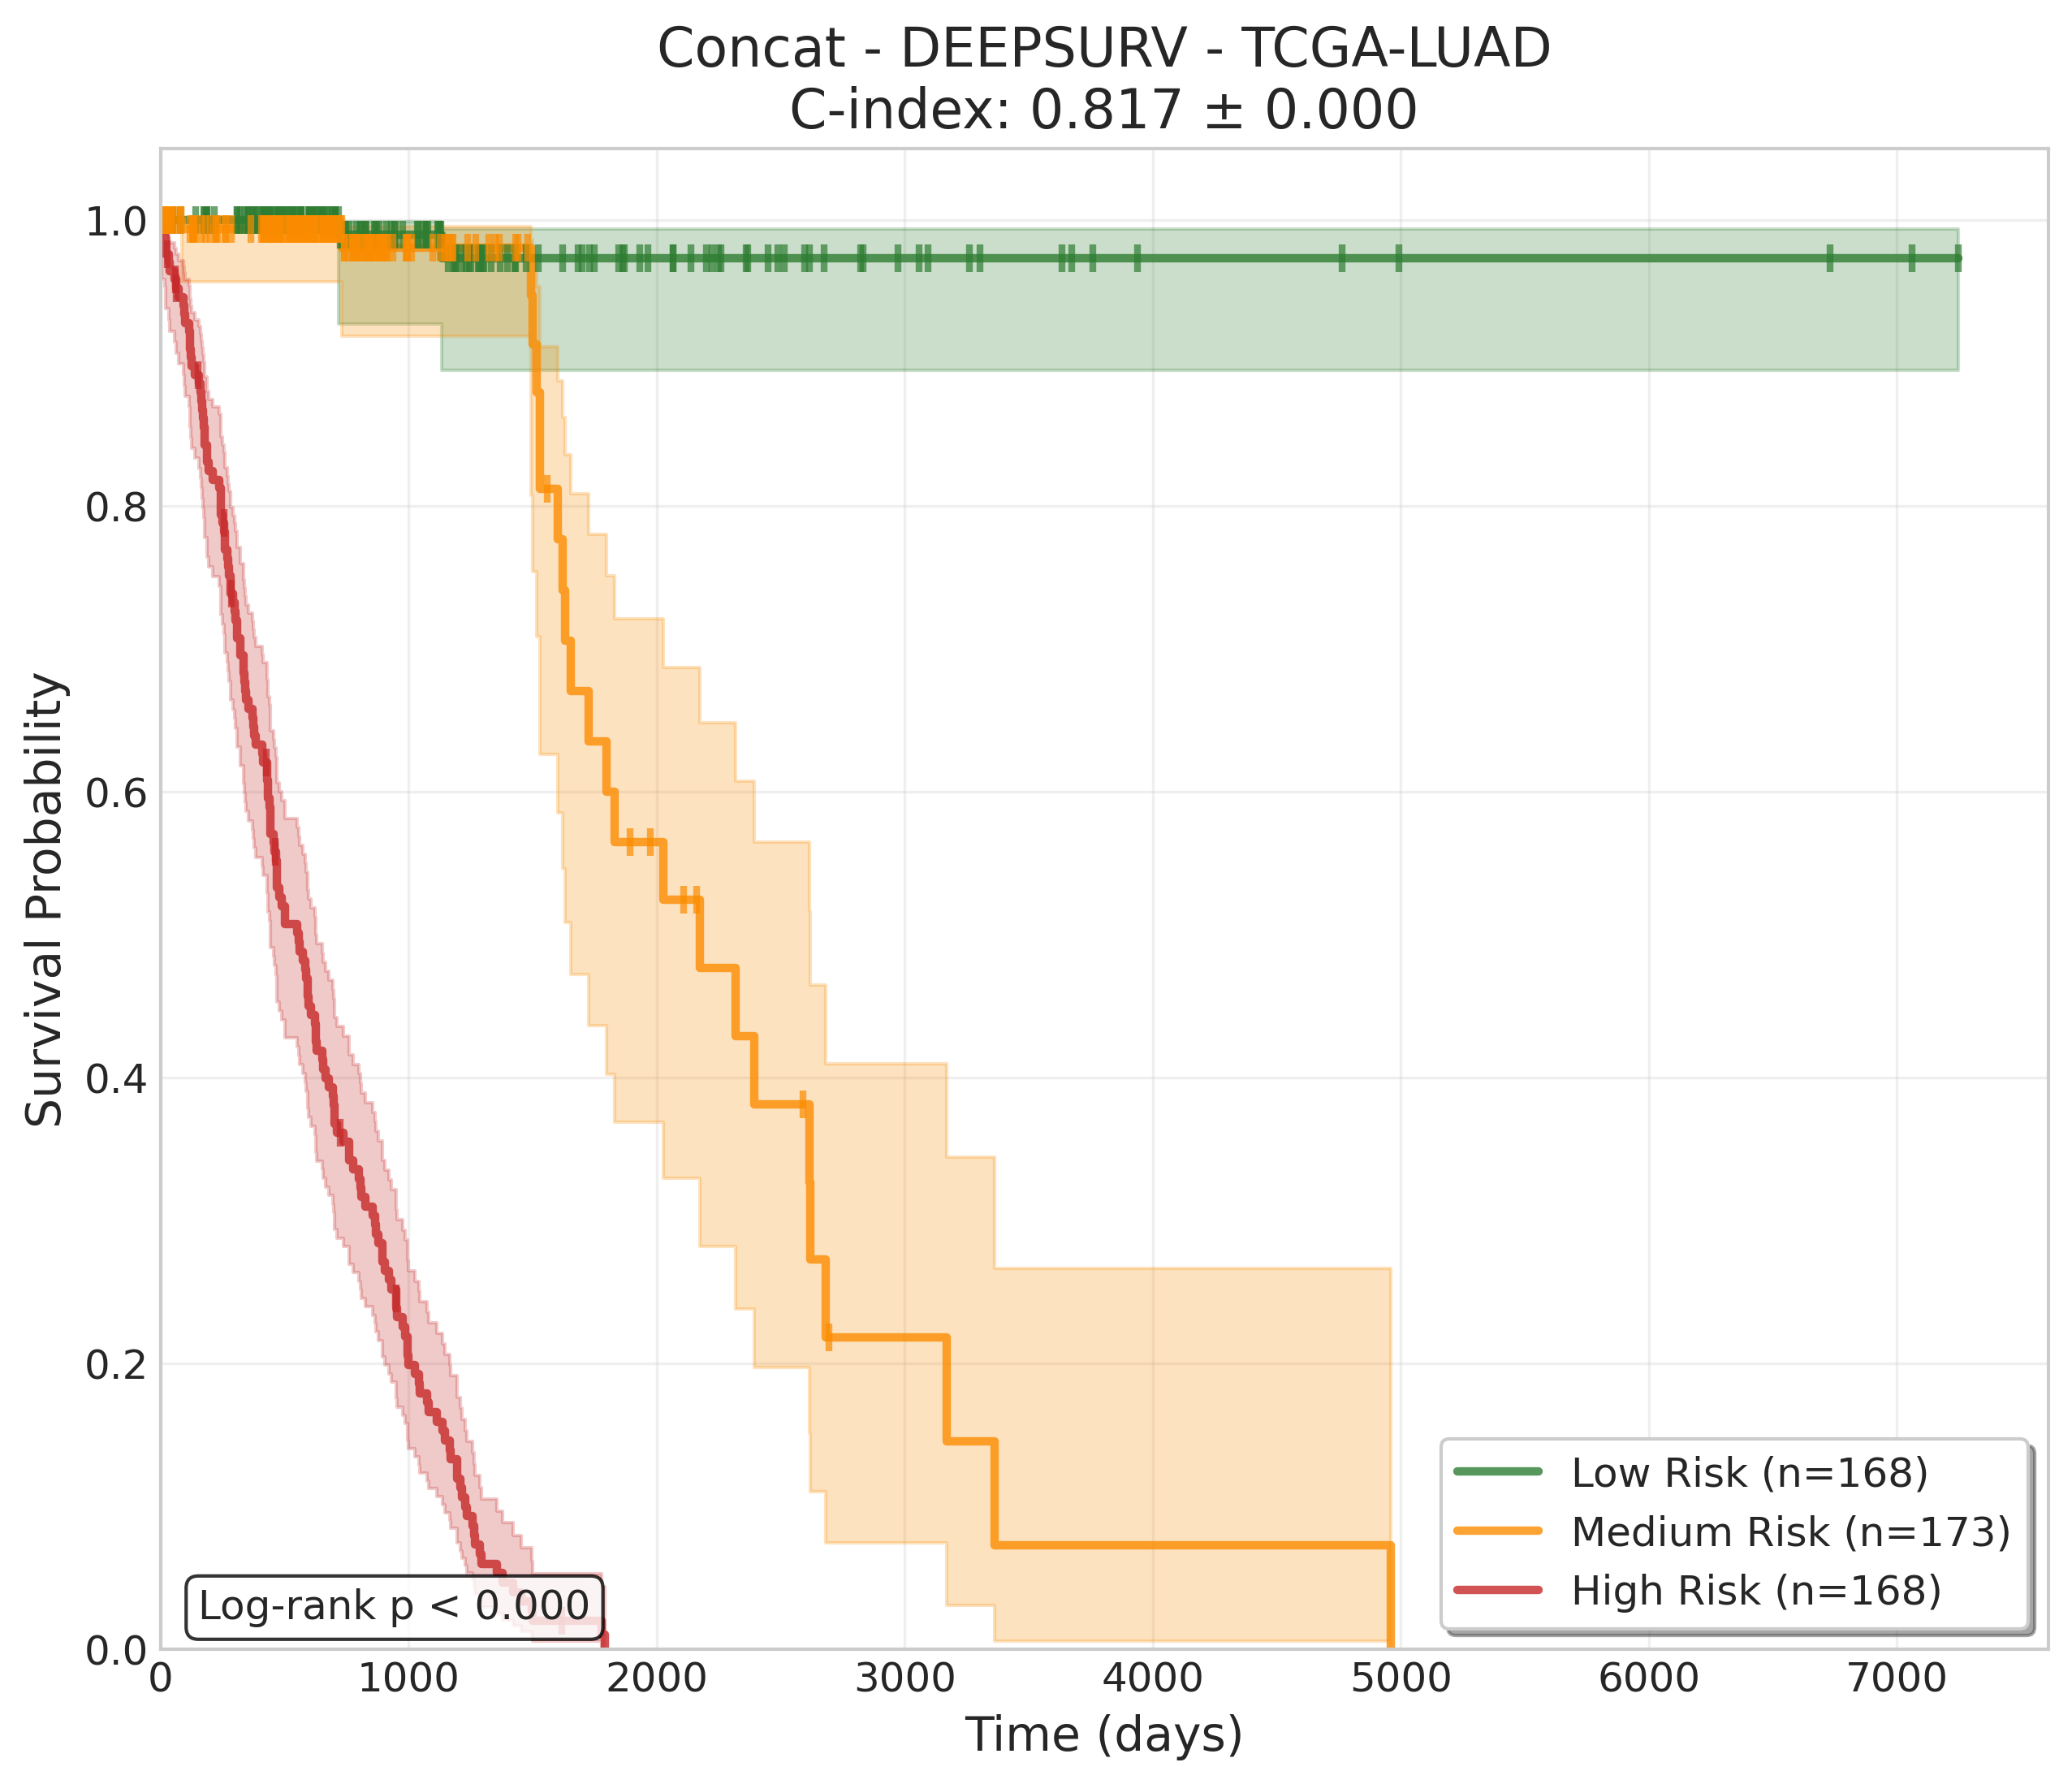 Concat - DEEPSURV - TCGA-LUAD
C-index: 0.817 ± 0.000
Survival Probability
1.0
0.8
0.6
0.4
0.2
0.0
Log-rank p < 0.000
Low Risk (n=168)
Medium Risk (n=173)
High Risk (n=168)
0 1000 2000 3000 4000 5000 6000 7000
Time (days)